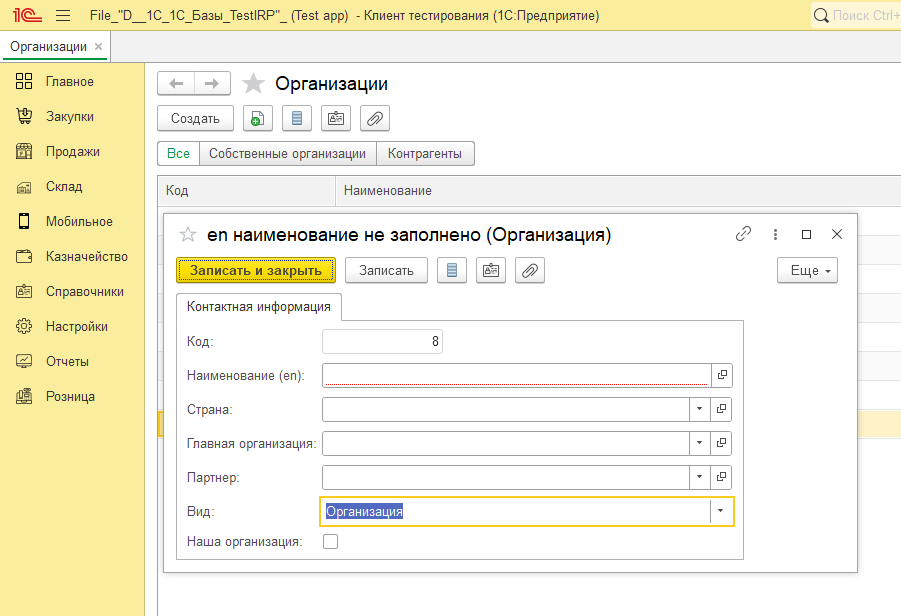 1С File_"D__1C_1С_Базы_TestIRP"_ (Test app) - Клиент тестирования (1С:Предприятие) Поиск Ctrl+
Организации ×
Главное
Закупки
Продажи
Склад
Мобильное
Казначейство
Справочники
Настройки
Отчеты
Розница
Организации
Создать
Все Собственные организации Контрагенты
Код Наименование
en наименование не заполнено (Организация)
Записать и закрыть Записать Еще
Контактная информация
Код: 8
Наименование (en):
Страна:
Главная организация:
Партнер:
Вид: Организация
Наша организация: